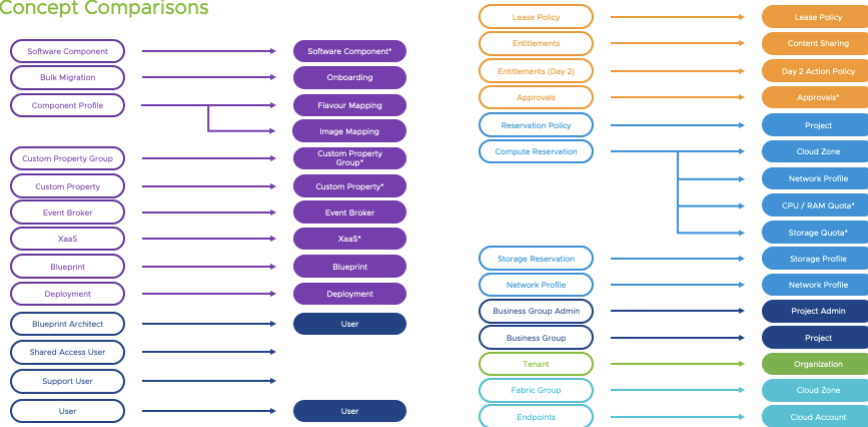 Concept Comparisons
Software Component
Software Component*
Bulk Migration
Onboarding
Component Profile
Flavour Mapping
Image Mapping
Custom Property Group
Custom Property
Group*
Custom Property
Custom Property*
Event Broker
Event Broker
XaaS
XaaS*
Blueprint
Blueprint
Deployment
Deployment
Blueprint Architect
User
Shared Access User
Support User
User
User
Lease Policy
Lease Policy
Entitlements
Content Sharing
Entitlements (Day 2)
Day 2 Action Policy
Approvals
Approvals*
Reservation Policy
Project
Compute Reservation
Cloud Zone
Network Profile
CPU / RAM Quota*
Storage Quota*
Storage Reservation
Storage Profile
Network Profile
Network Profile
Business Group Admin
Project Admin
Business Group
Project
Tenant
Organization
Fabric Group
Cloud Zone
Endpoints
Cloud Account